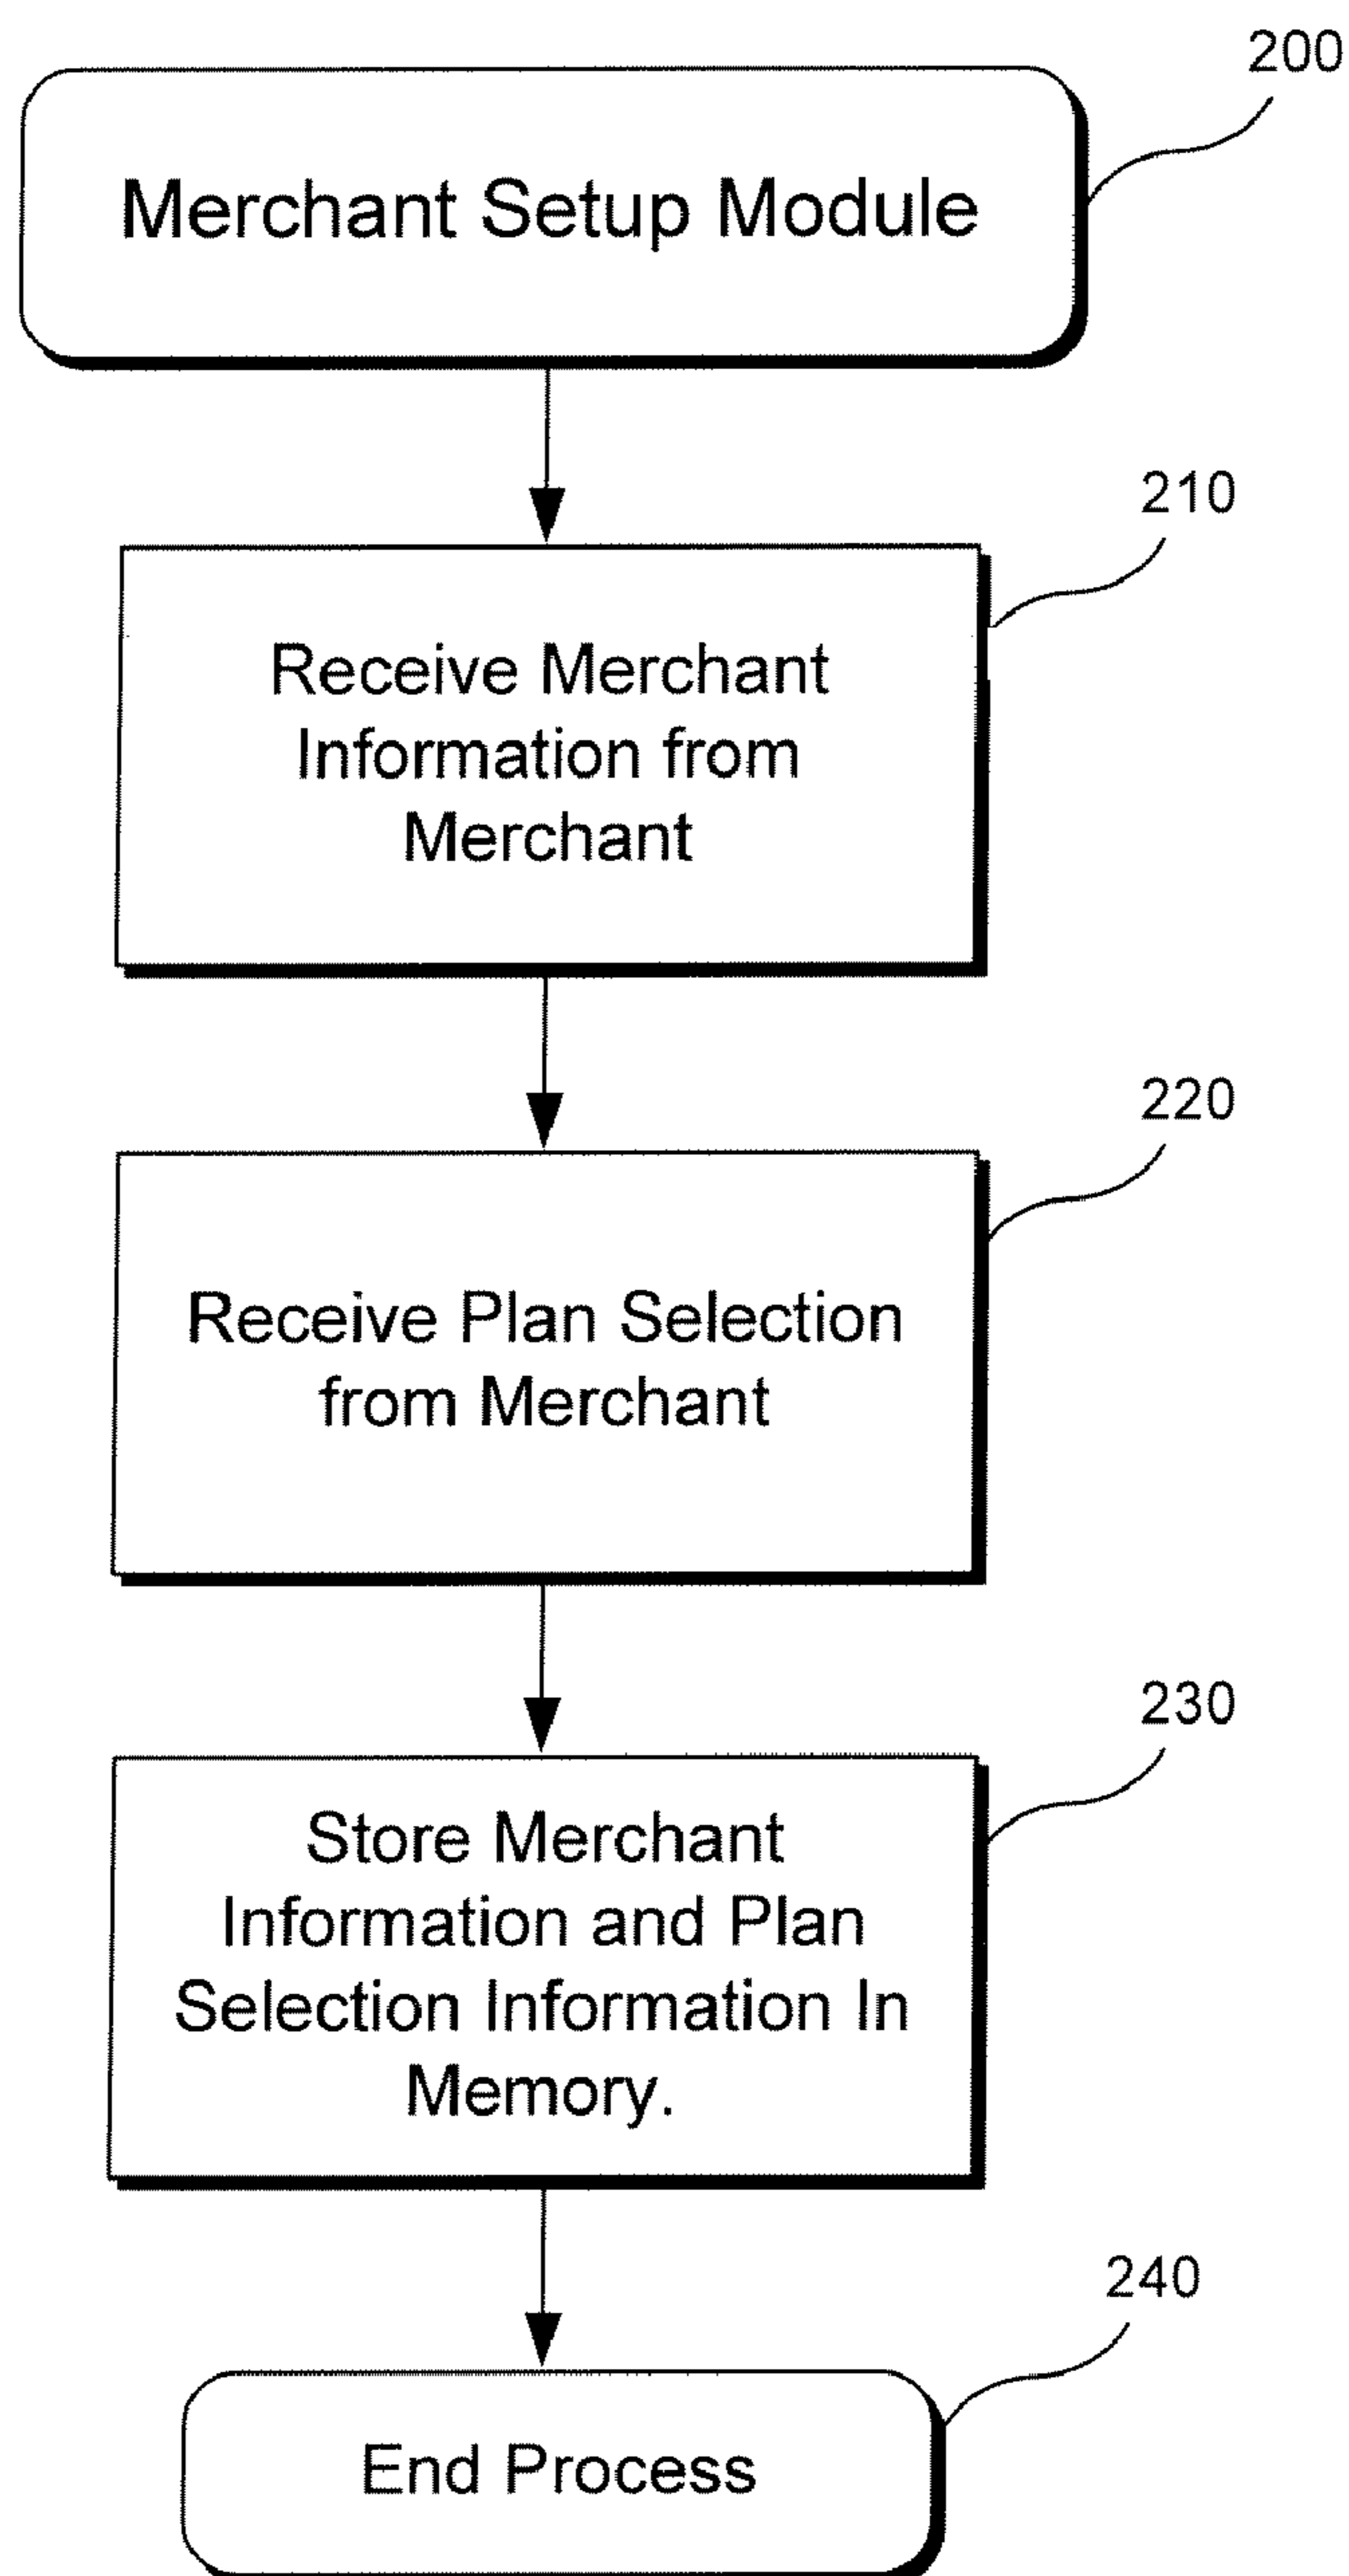 200
Merchant Setup Module
210
Receive Merchant
Information from
Merchant
220
Receive Plan Selection
from Merchant
230
Store Merchant
Information and Plan
Selection Information In
Memory.
240
End Process